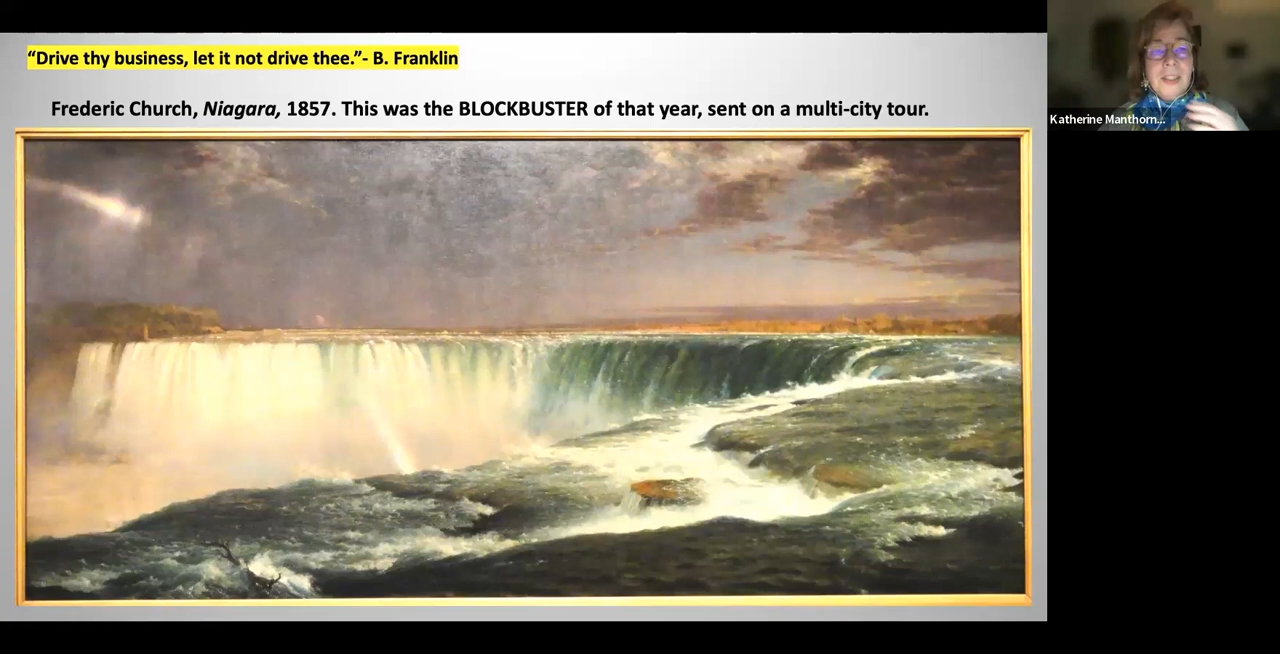 “Drive thy business, let it not drive thee.”- B. Franklin
Frederic Church, Niagara, 1857. This was the BLOCKBUSTER of that year, sent on a multi-city tour.
Katherine Manthorn...